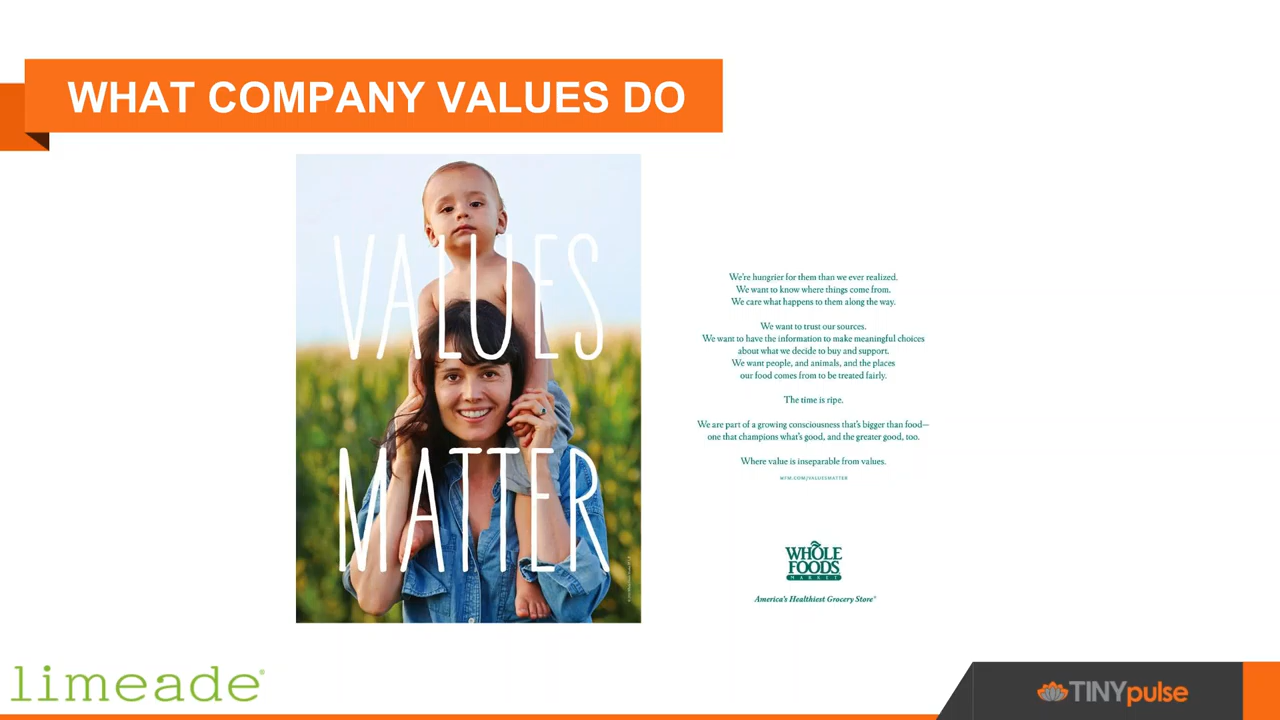 WHAT COMPANY VALUES DO
VALUES
MATTER
We're hungrier for them than we ever realized.
We want to know where things come from.
We care what happens to them along the way.
We want to trust our sources.
We want to have the information to make meaningful choices
about what we decide to buy and support.
We want people, and animals, and the places
our food comes from to be treated fairly.
The time is ripe.
We are part of a growing consciousness that's bigger than food—
one that champions what's good, and the greater good, too.
Where value is inseparable from values.
WFM.COM/VALUESMATTER
WHOLE
FOODS
MARKET
America's Healthiest Grocery Store®
limeade®
TINYpulse